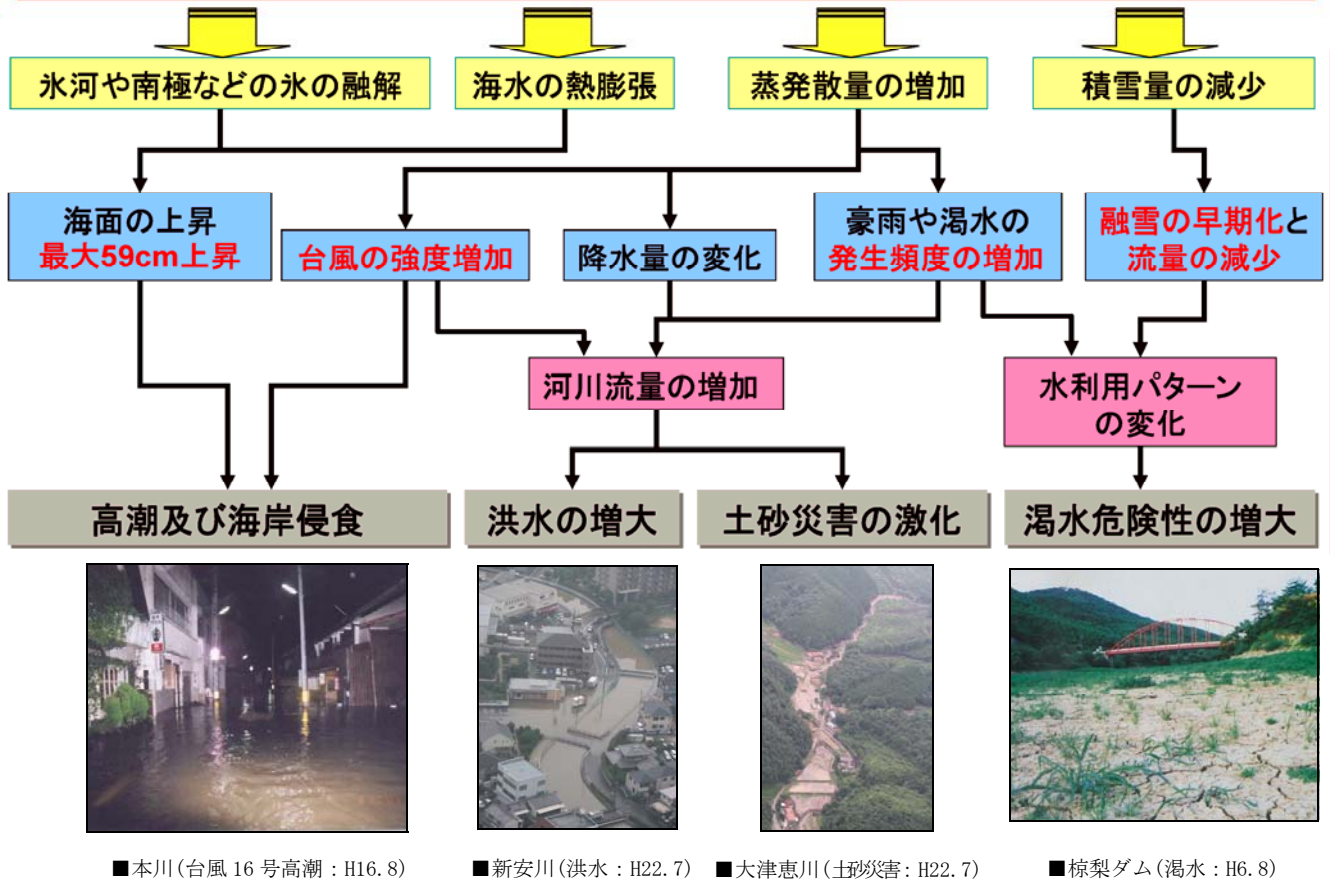 氷河や南極などの氷の融解
海水の熱膨張
蒸発散量の増加
積雪量の減少
海面の上昇
最大59cm上昇
台風の強度増加
降水量の変化
豪雨や渇水の
発生頻度の増加
融雪の早期化と
流量の減少
河川流量の増加
水利用パターン
の変化
高潮及び海岸侵食
洪水の増大
土砂災害の激化
渇水危険性の増大
■本川(台風 16 号高潮：H16.8)
■新安川(洪水：H22.7)
■大津恵川(土砂災害：H22.7)
■椋梨ダム(渇水：H6.8)